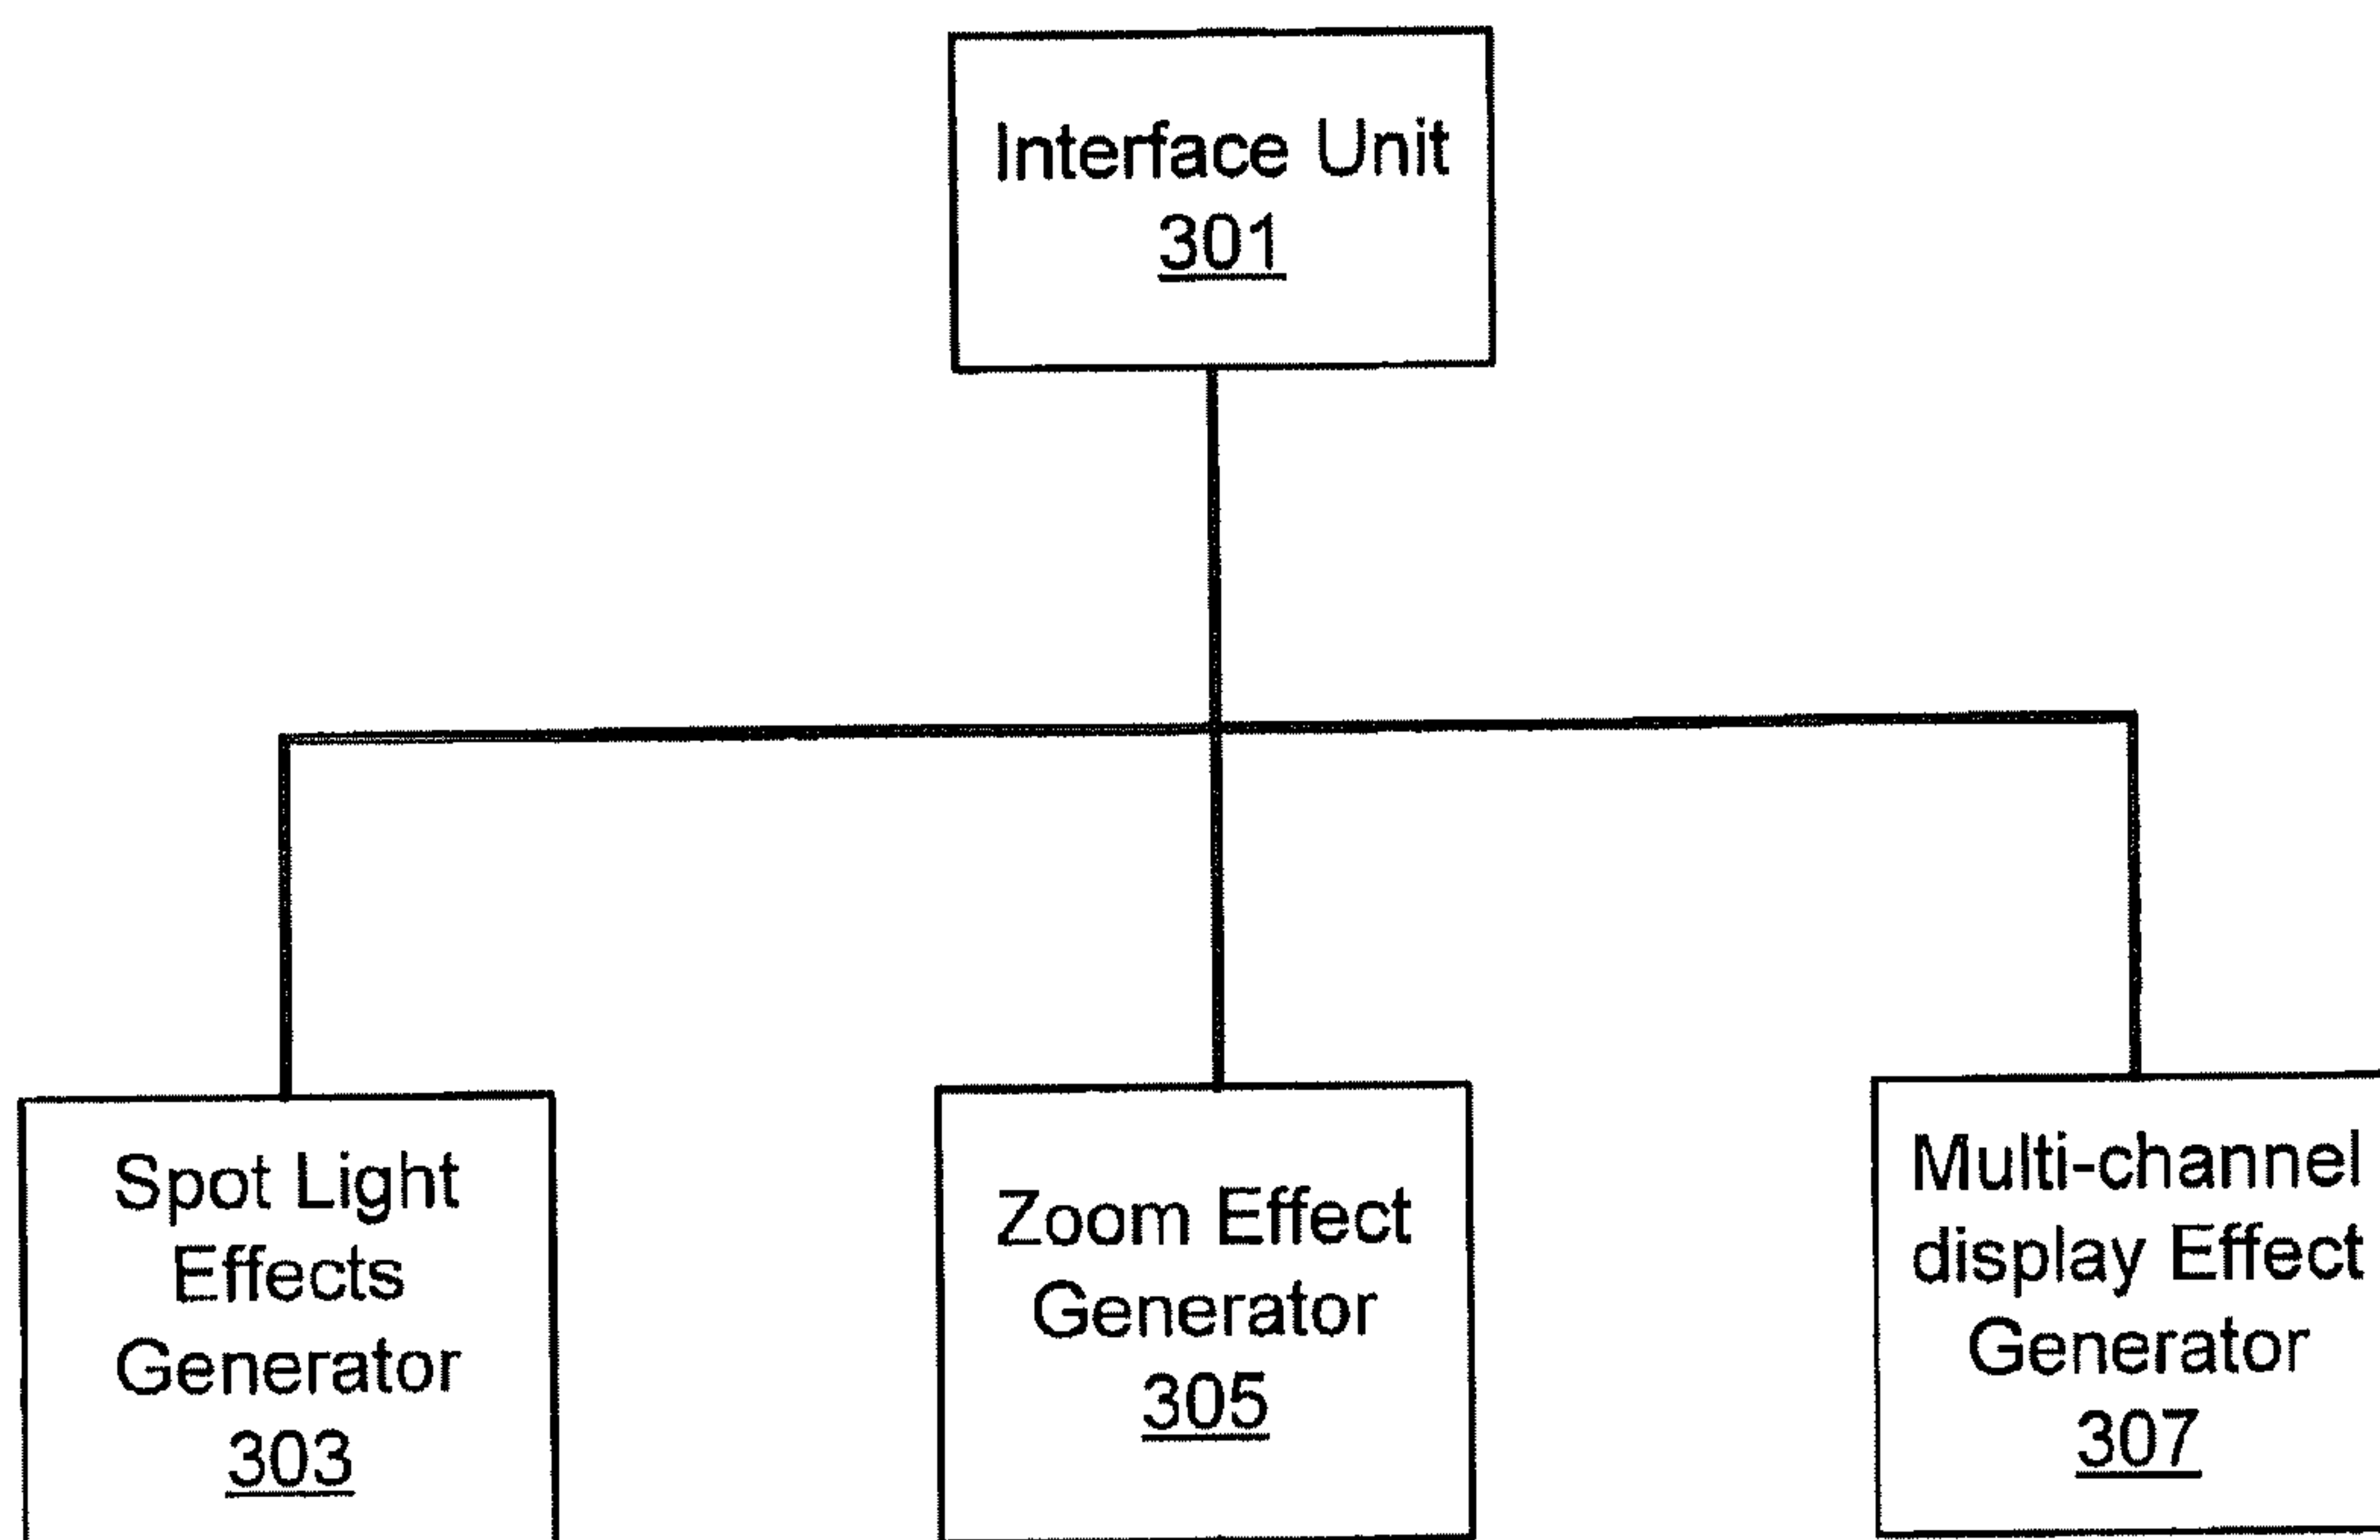 Interface Unit
301
Spot Light
Effects
Generator
303
Zoom Effect
Generator
305
Multi-channel
display Effect
Generator
307